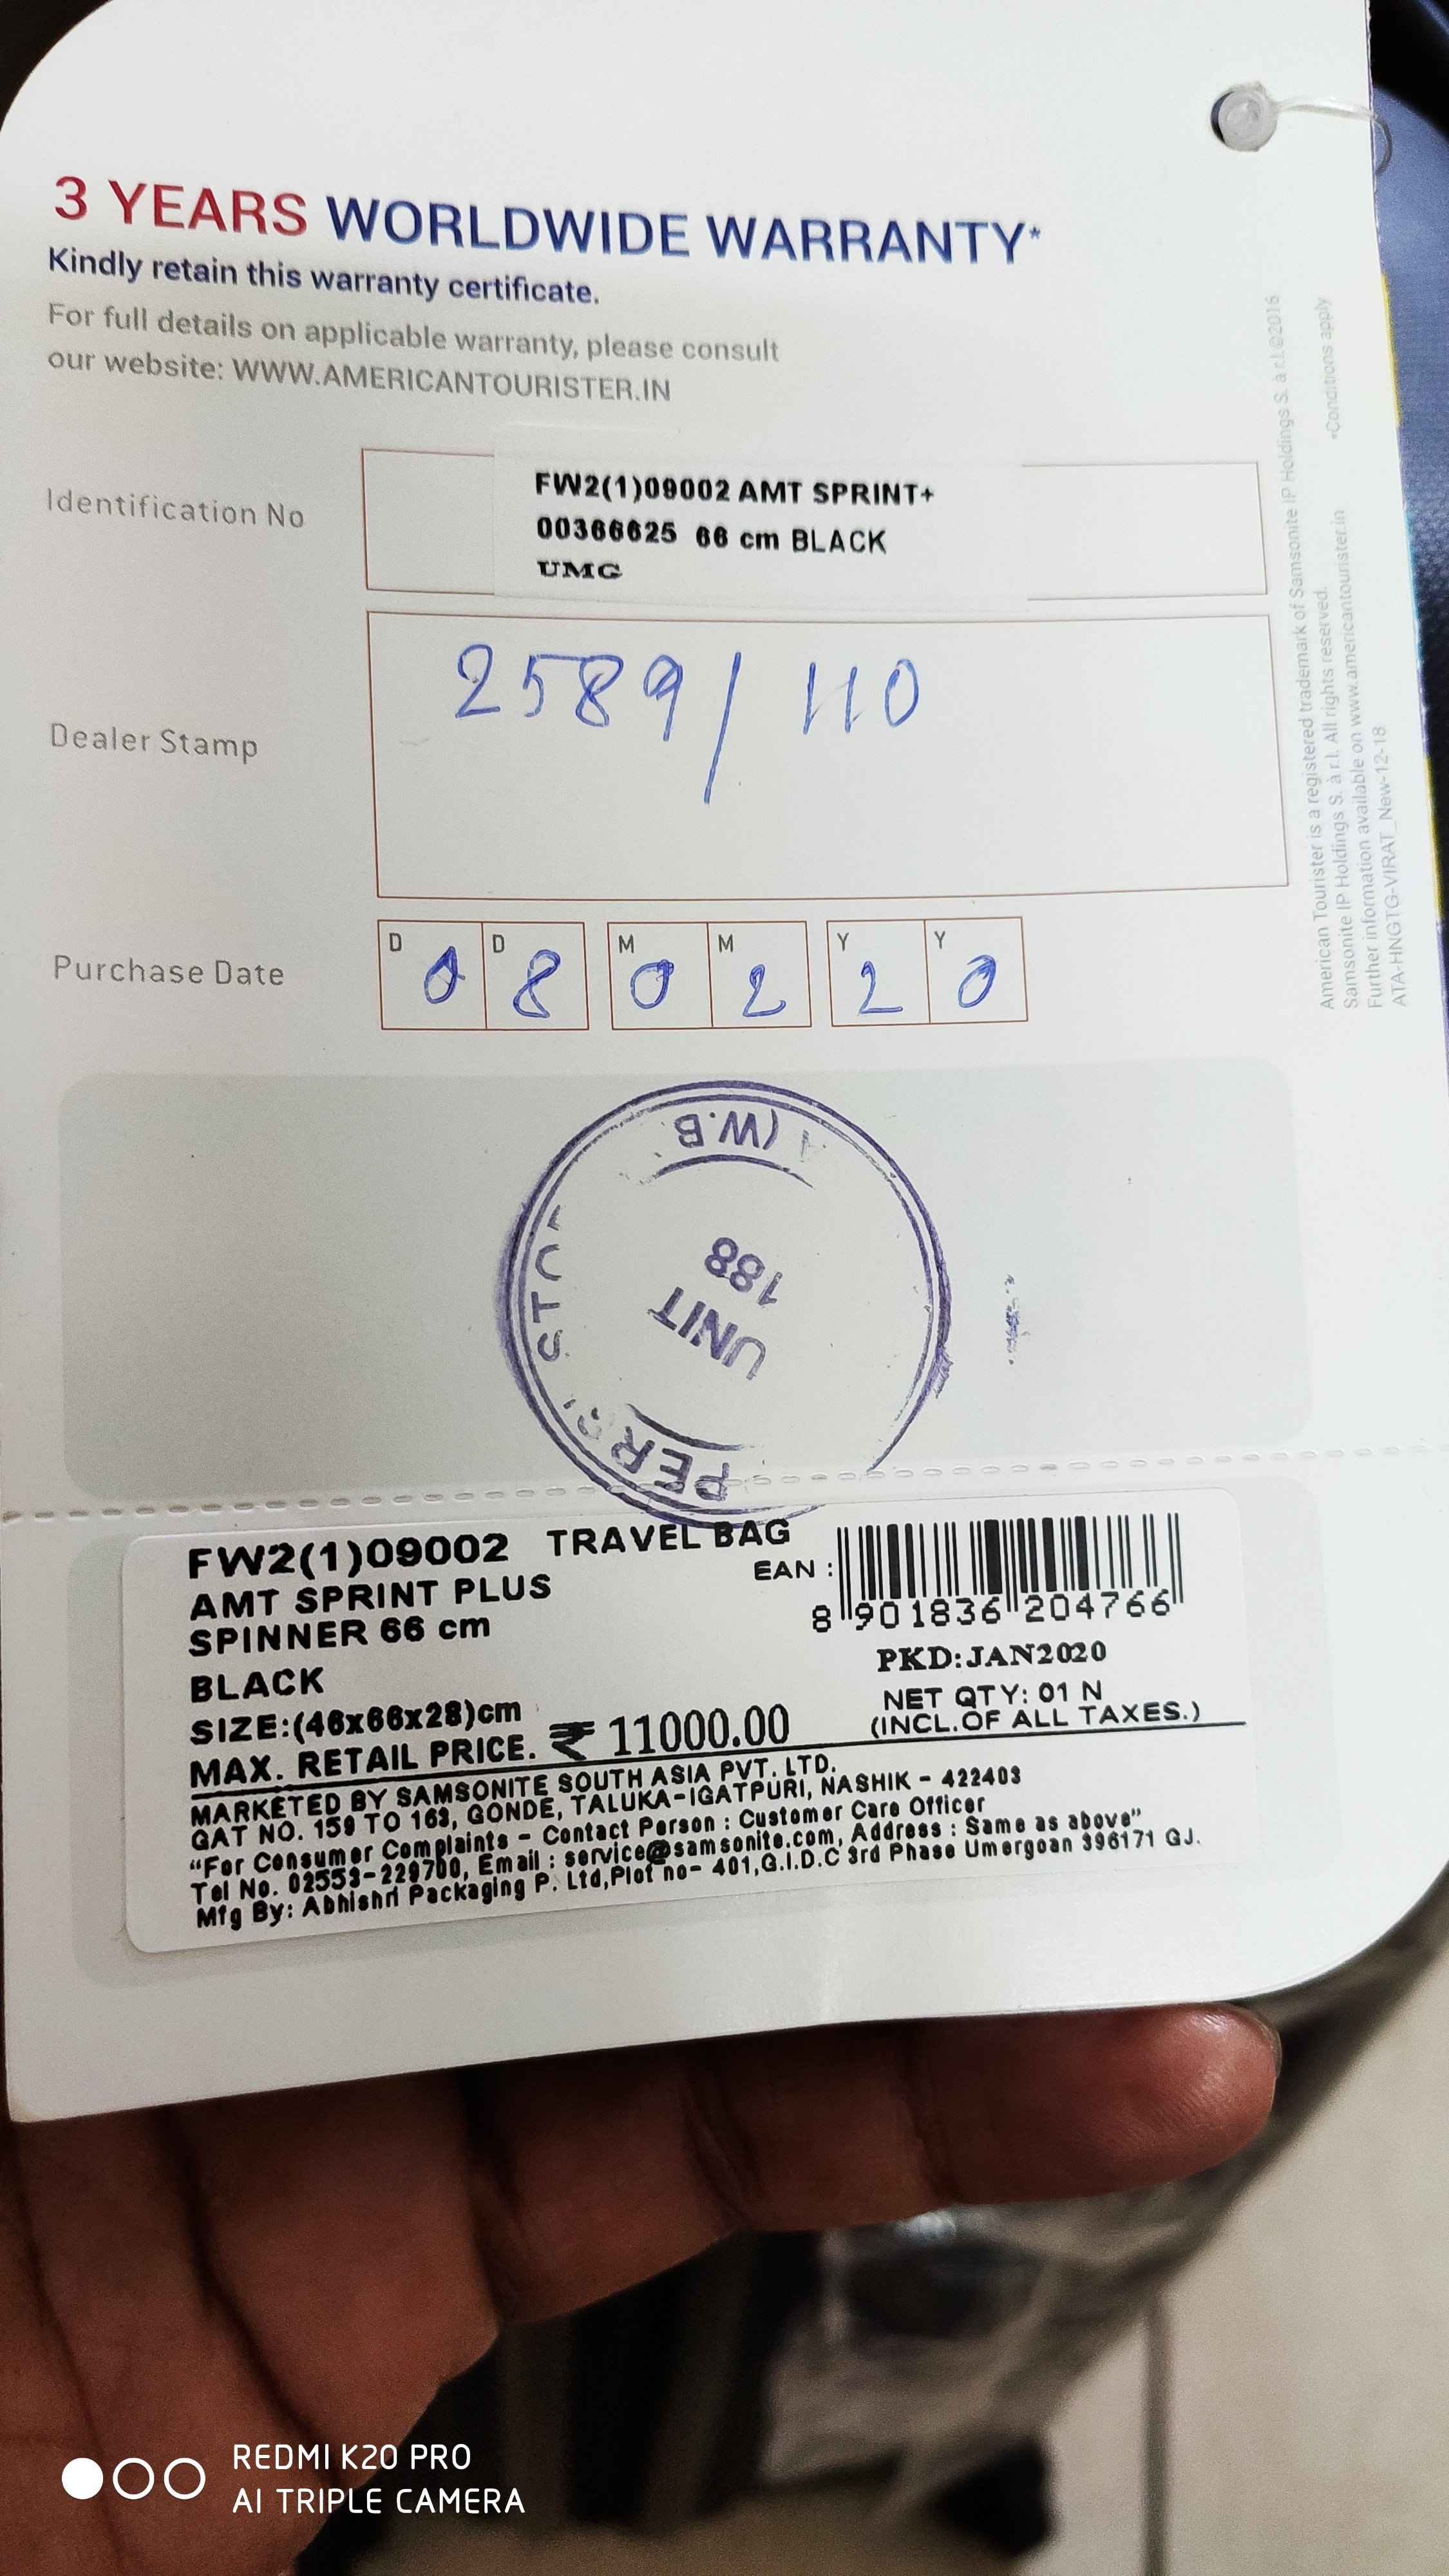 3 YEARS WORLDWIDE WARRANTY*
Kindly retain this warranty certificate.
For full details on applicable warranty, please consult
our website: WWW.AMERICANTOURISTER.IN
Identification No
FW2(1)09002 AMT SPRINT+
00366625 66 cm BLACK
UMG
Dealer Stamp
2589/110
Purchase Date
D 0 D 8 M 0 M 2 Y 2 Y 0
American Tourister is a registered trademark of Samsonite IP Holdings S. à r.l.©2016
Samsonite IP Holdings S. à r.l. All rights reserved.
Further information available on www.americantourister.in
ATA-HNGTG-VIRAT_New-12-18
*Conditions apply
(W.B
UNIT
188
FW2(1)09002 TRAVEL BAG
AMT SPRINT PLUS
SPINNER 66 cm
BLACK
SIZE:(46x66x28)cm
MAX. RETAIL PRICE. ₹ 11000.00
EAN :
8 901836 204766
PKD:JAN2020
NET QTY: 01 N
(INCL.OF ALL TAXES.)
MARKETED BY SAMSONITE SOUTH ASIA PVT. LTD.
GAT NO. 159 TO 163, GONDE, TALUKA-IGATPURI, NASHIK - 422403
"For Consumer Complaints - Contact Person : Customer Care Officer
Tel No. 02553-229700, Email : service@samsonite.com, Address : Same as above"
Mfg By: Abhishri Packaging P. Ltd,Plot no- 401,G.I.D.C 3rd Phase Umergoan 396171 GJ.
REDMI K20 PRO
AI TRIPLE CAMERA